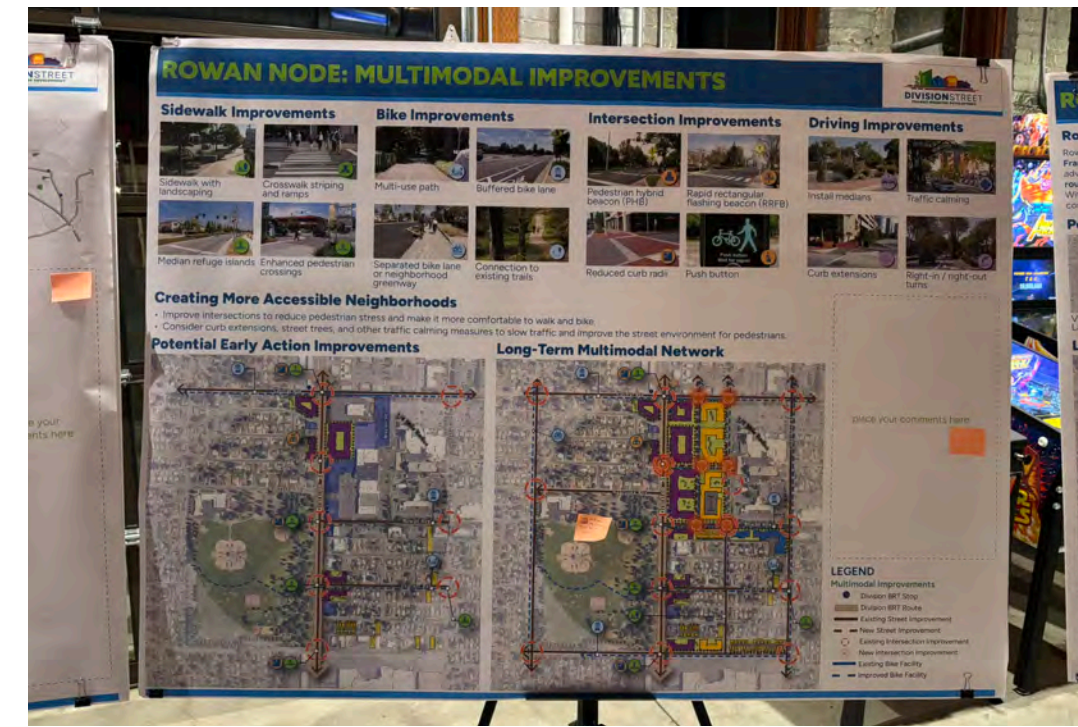 ROWAN NODE: MULTIMODAL IMPROVEMENTS
DIVISIONSTREET
Sidewalk Improvements
Sidewalk with
landscaping
Crosswalk striping
and ramps
Median refuge islands
Enhanced pedestrian
crossings
Bike Improvements
Multi-use path
Buffered bike lane
Separated bike lane
or neighborhood
greenway
Connection to
existing trails
Intersection Improvements
Pedestrian hybrid
beacon (PHB)
Rapid rectangular
flashing beacon (RRFB)
Reduced curb radii
Push button
Driving Improvements
Install medians
Traffic calming
Curb extensions
Right-in / right-out
turns
Creating More Accessible Neighborhoods
• Improve intersections to reduce pedestrian stress and make it more comfortable to walk and bike.
• Consider curb extensions, street trees, and other traffic calming measures to slow traffic and improve the street environment for pedestrians.
Potential Early Action Improvements
Long-Term Multimodal Network
place your comments here
LEGEND
Multimodal Improvements
Division BRT Stop
Division BRT Route
Existing Street Improvement
New Street Improvement
Existing Intersection Improvement
New Intersection Improvement
Existing Bike Facility
Improved Bike Facility